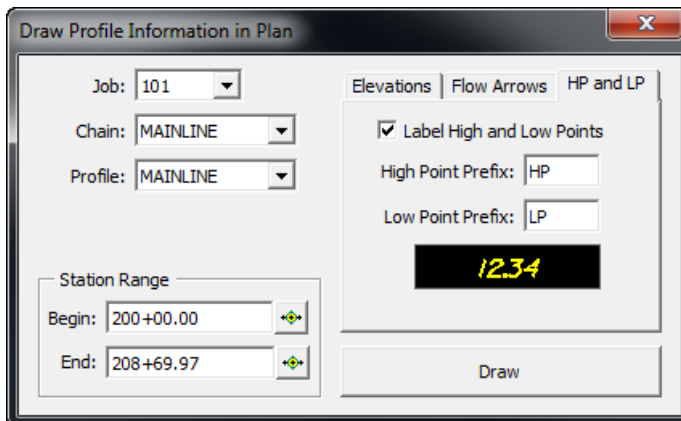 Draw Profile Information in Plan
Job: 101
Chain: MAINLINE
Profile: MAINLINE
Station Range
Begin: 200+00.00
End: 208+69.97
Elevations Flow Arrows HP and LP
Label High and Low Points
High Point Prefix: HP
Low Point Prefix: LP
12.34
Draw